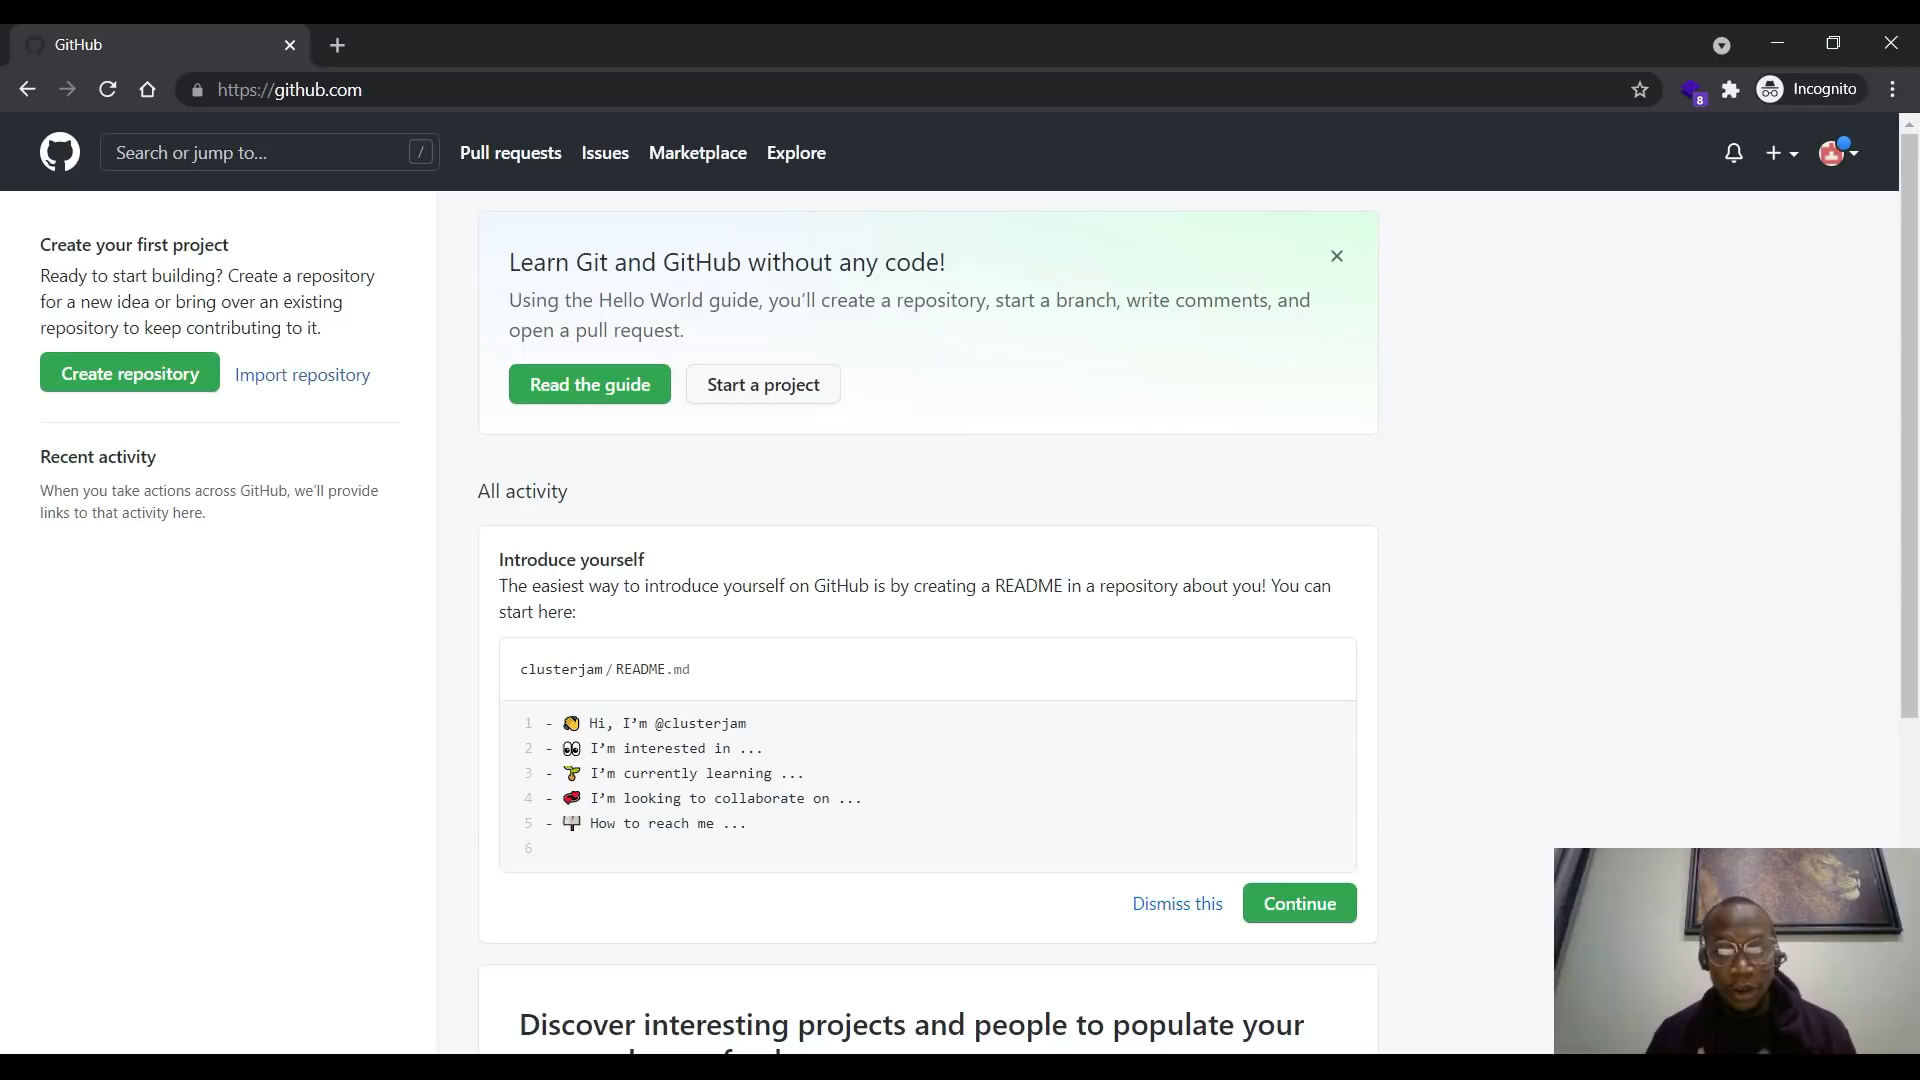 GitHub
https://github.com
8
Incognito
Search or jump to...
/
Pull requests
Issues
Marketplace
Explore
Create your first project
Ready to start building? Create a repository
for a new idea or bring over an existing
repository to keep contributing to it.
Create repository
Import repository
Recent activity
When you take actions across GitHub, we’ll provide
links to that activity here.
Learn Git and GitHub without any code!
Using the Hello World guide, you’ll create a repository, start a branch, write comments, and
open a pull request.
Read the guide
Start a project
All activity
Introduce yourself
The easiest way to introduce yourself on GitHub is by creating a README in a repository about you! You can
start here:
clusterjam/README.md
1 - 👋 Hi, I’m @clusterjam
2 - 👀 I’m interested in ...
3 - 🌱 I’m currently learning ...
4 - 💞️ I’m looking to collaborate on ...
5 - 📫 How to reach me ...
6
Dismiss this
Continue
Discover interesting projects and people to populate your